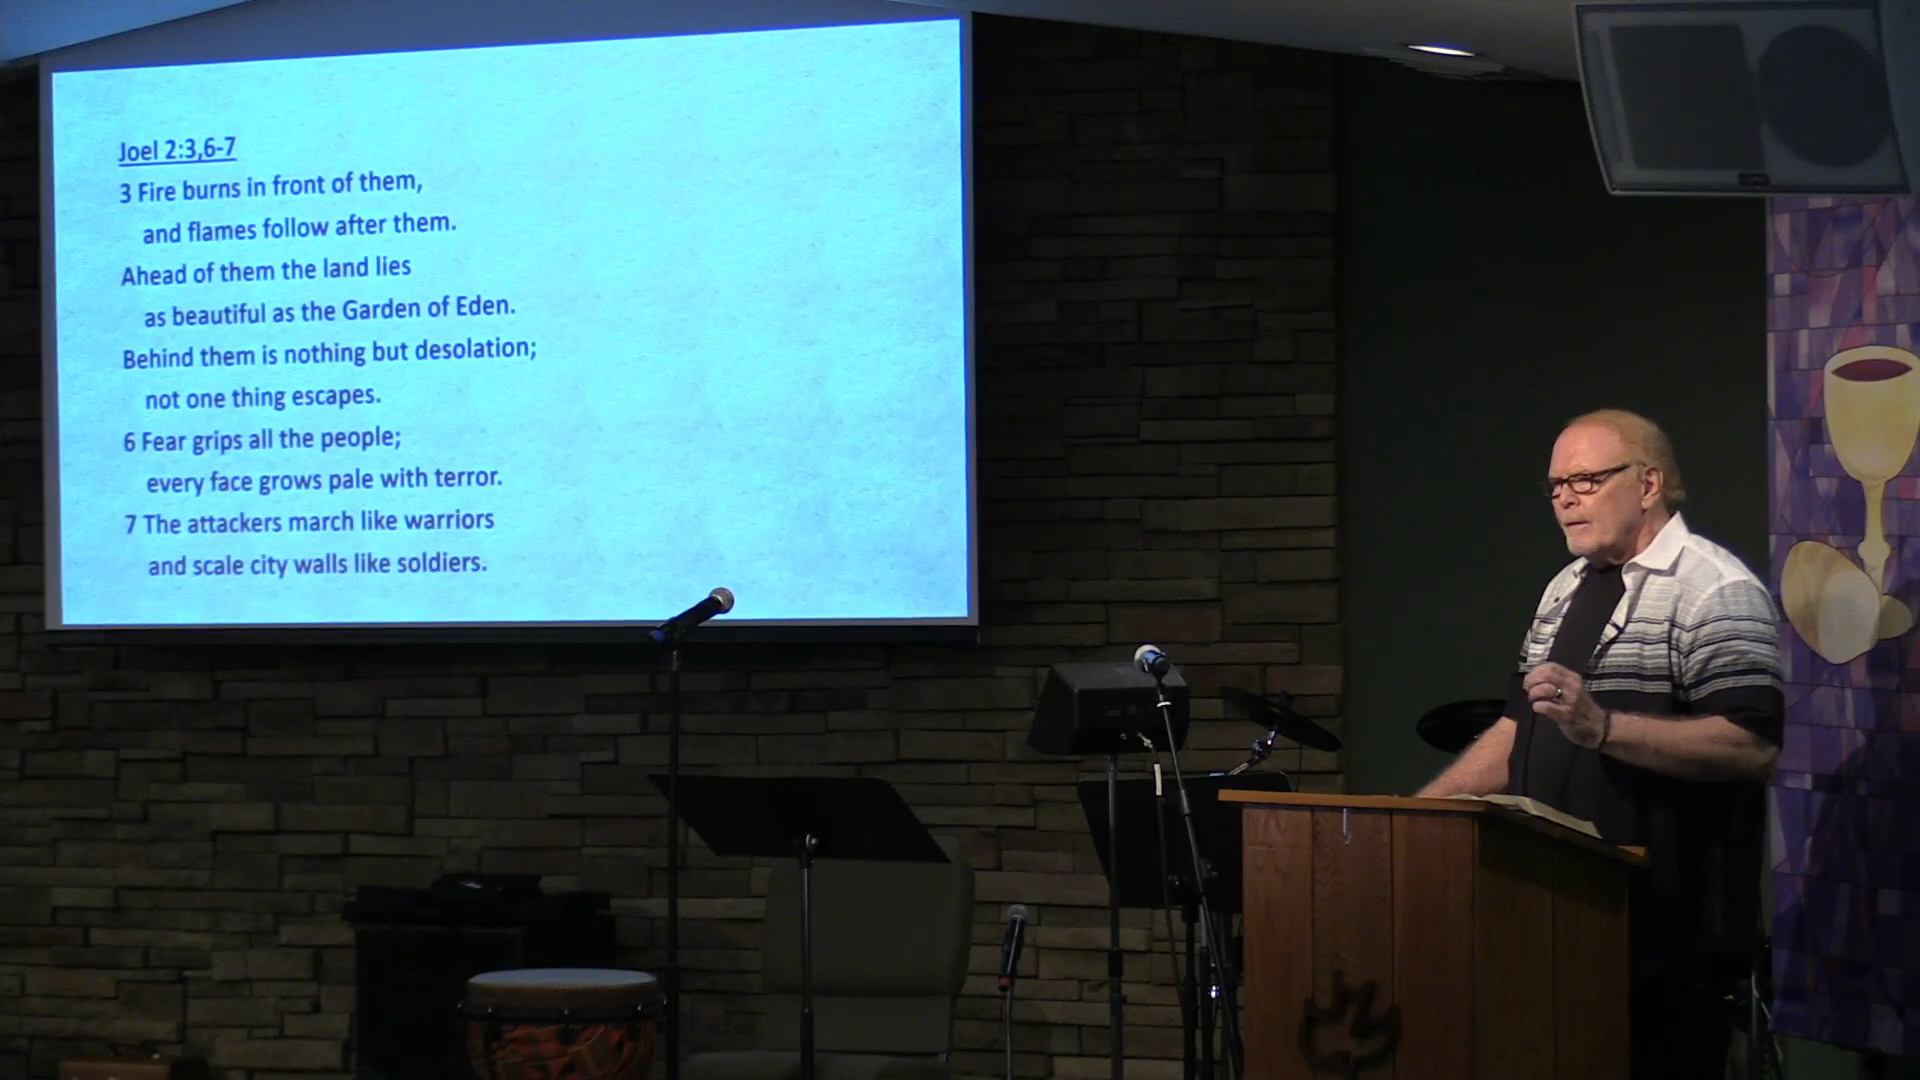 Joel 2:3,6-7
3 Fire burns in front of them,
and flames follow after them.
Ahead of them the land lies
as beautiful as the Garden of Eden.
Behind them is nothing but desolation;
not one thing escapes.
6 Fear grips all the people;
every face grows pale with terror.
7 The attackers march like warriors
and scale city walls like soldiers.